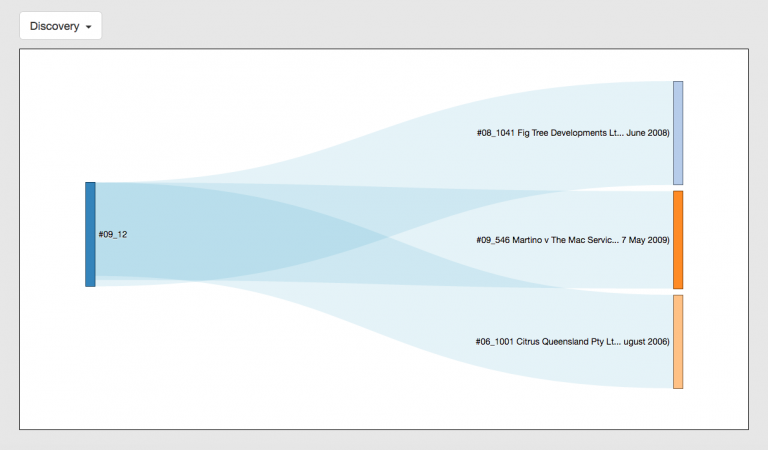 Discovery
#08_1041 Fig Tree Developments Lt... June 2008)
#09_12
#09_546 Martino v The Mac Servic... 7 May 2009)
#06_1001 Citrus Queensland Pty Lt... ugust 2006)